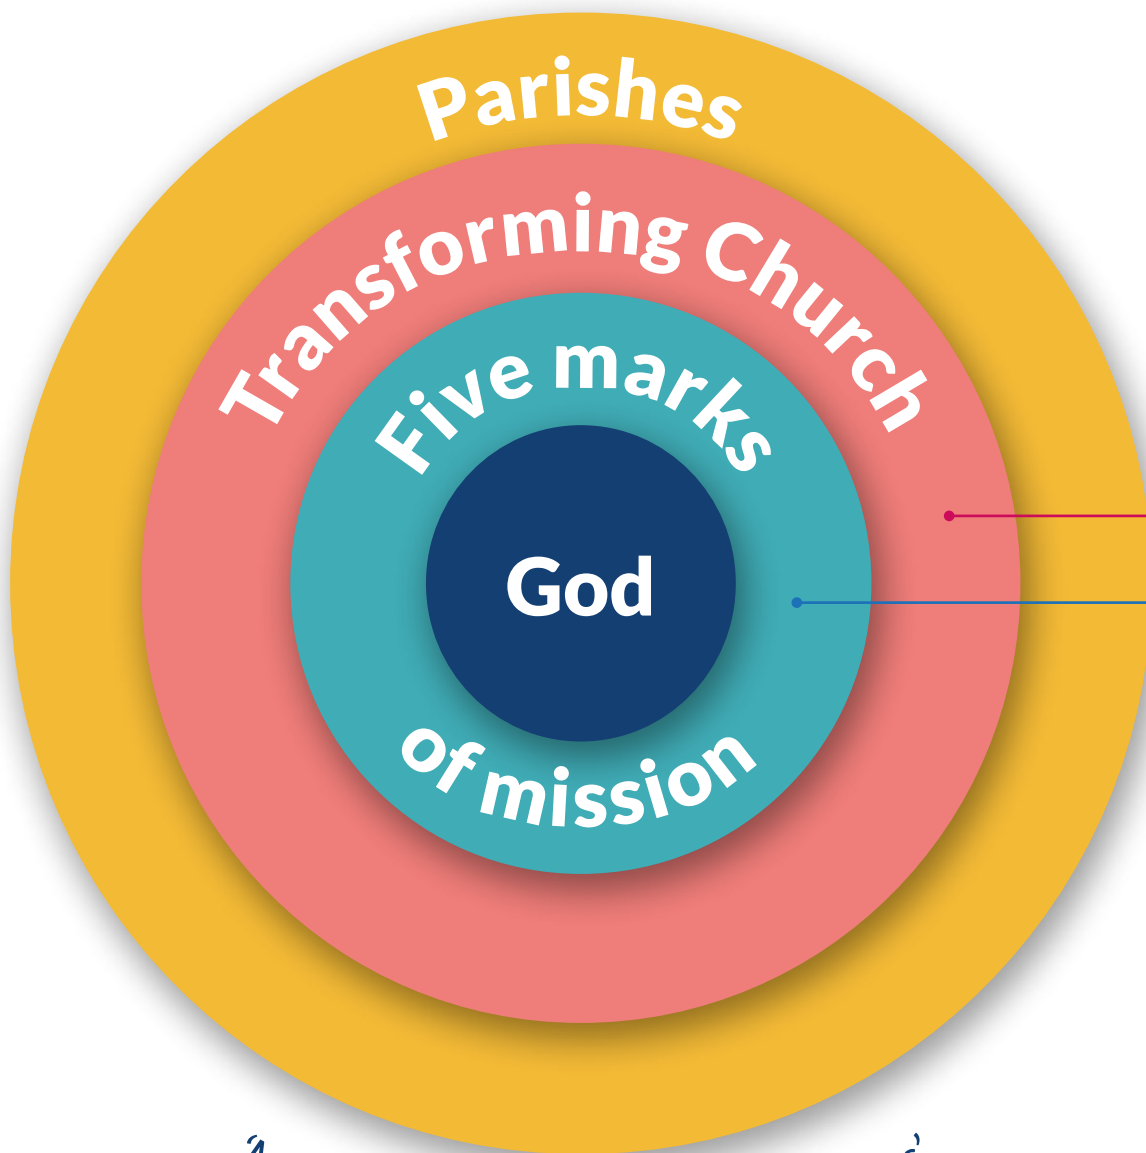 Parishes
Transforming Church
Five marks
God
of mission